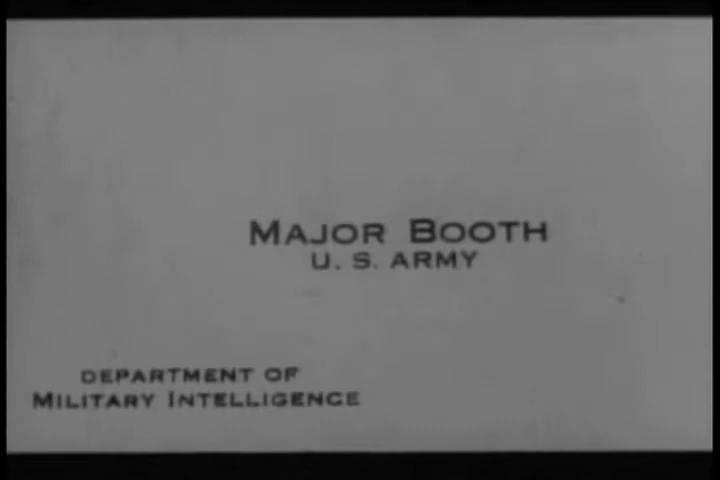 MAJOR BOOTH
U. S. ARMY
DEPARTMENT OF
MILITARY INTELLIGENCE